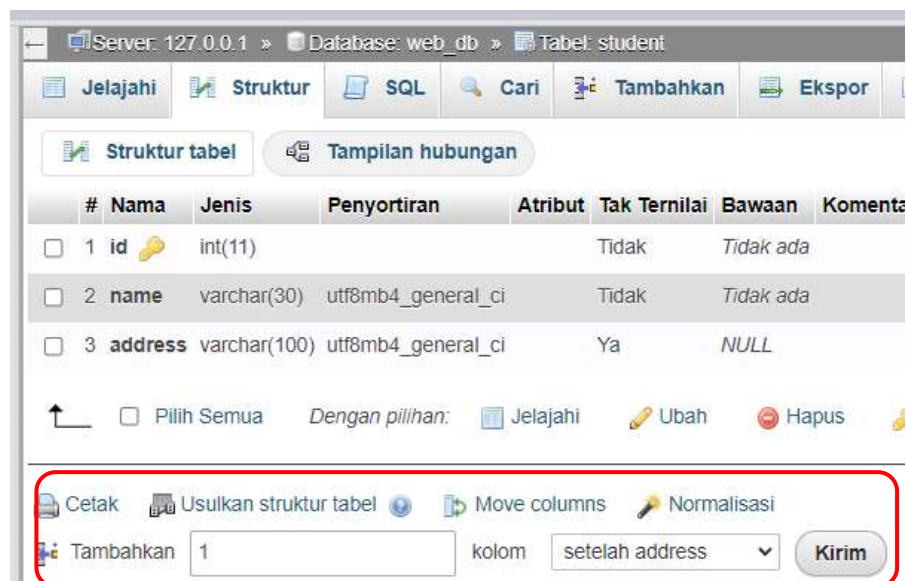 Server: 127.0.0.1 » Database: web_db » Tabel: student
Jelajahi Struktur SQL Cari Tambahkan Ekspor
Struktur tabel Tampilan hubungan
# Nama Jenis Penyortiran Atribut Tak Ternilai Bawaan Komenta
1 id int(11) Tidak Tidak ada
2 name varchar(30) utf8mb4_general_ci Tidak Tidak ada
3 address varchar(100) utf8mb4_general_ci Ya NULL
Pilih Semua Dengan pilihan: Jelajahi Ubah Hapus
Cetak Usulkan struktur tabel Move columns Normalisasi
Tambahkan 1 kolom setelah address Kirim